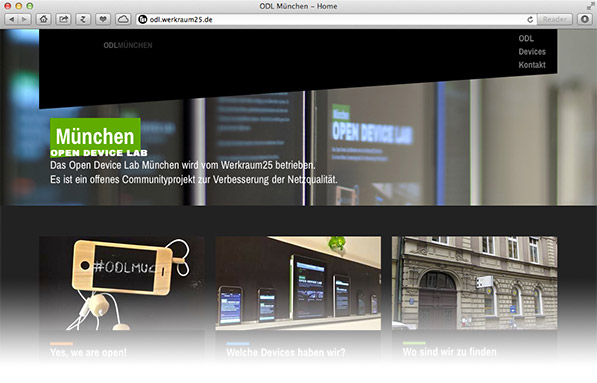 ODL München – Home
odl.werkraum25.de
Reader
ODLMÜNCHEN
ODL
Devices
Kontakt
OPEN DEVICE LAB
München
OPEN DEVICE LAB
Das Open Device Lab München wird vom Werkraum25 betrieben.
Es ist ein offenes Communityprojekt zur Verbesserung der Netzqualität.
#ODLMUC
Yes, we are open!
Welche Devices haben wir?
Wo sind wir zu finden